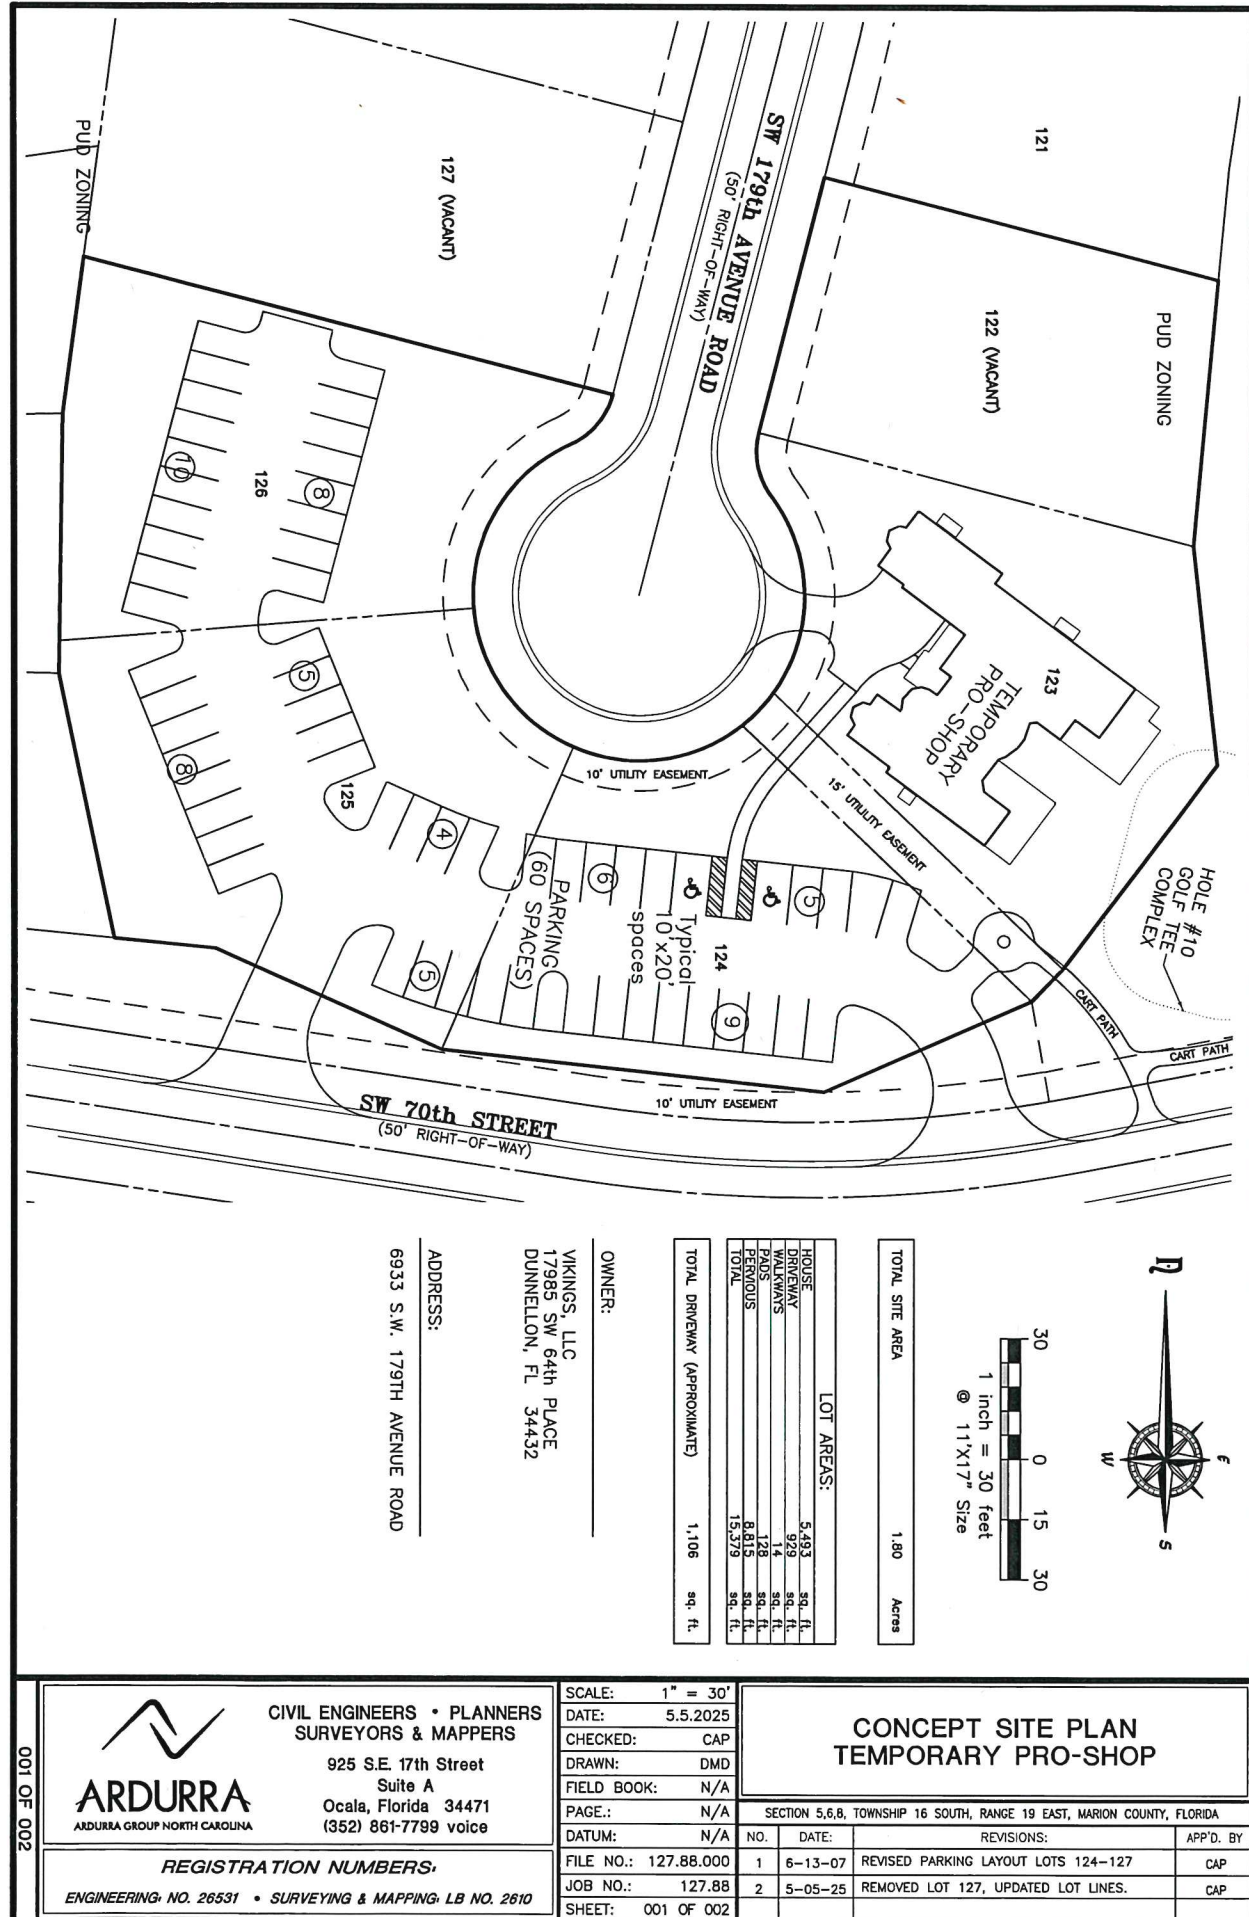 PUD ZONING
127 (VACANT)
SW 179th AVENUE ROAD
(50' RIGHT-OF-WAY)
121
122 (VACANT)
PUD ZONING
126
10
8
5
8
125
4
5
10' UTILITY EASEMENT
15' UTILITY EASEMENT
123
TEMPORARY
PRO-SHOP
HOLE #10
GOLF TEE
COMPLEX
CART PATH
CART PATH
PARKING
(60 SPACES)
6
5
Typical
10'x20'
spaces
124
9
SW 70th STREET
(50' RIGHT-OF-WAY)
10' UTILITY EASEMENT
n
E
W
S
30 0 15 30
1 inch = 30 feet
@ 11"X17" Size
TOTAL SITE AREA 1.80 Acres
LOT AREAS:
HOUSE 5,493 sq. ft.
DRIVEWAY 929 sq. ft.
WALKWAYS 14 sq. ft.
PADS 128 sq. ft.
PERVIOUS 8,815 sq. ft.
TOTAL 15,379 sq. ft.
TOTAL DRIVEWAY (APPROXIMATE) 1,106 sq. ft.
OWNER:
VIKINGS, LLC
17985 SW 64th PLACE
DUNNELLON, FL 34432
ADDRESS:
6933 S.W. 179TH AVENUE ROAD
001 OF 002
ARDURRA
ARDURRA GROUP NORTH CAROLINA
CIVIL ENGINEERS • PLANNERS
SURVEYORS & MAPPERS
925 S.E. 17th Street
Suite A
Ocala, Florida 34471
(352) 861-7799 voice
REGISTRATION NUMBERS:
ENGINEERING: NO. 26531 • SURVEYING & MAPPING: LB NO. 2610
SCALE: 1" = 30'
DATE: 5.5.2025
CHECKED: CAP
DRAWN: DMD
FIELD BOOK: N/A
PAGE.: N/A
DATUM: N/A
FILE NO.: 127.88.000
JOB NO.: 127.88
SHEET: 001 OF 002
CONCEPT SITE PLAN
TEMPORARY PRO-SHOP
SECTION 5,6,8, TOWNSHIP 16 SOUTH, RANGE 19 EAST, MARION COUNTY, FLORIDA
NO. DATE: REVISIONS: APP'D. BY
1 6-13-07 REVISED PARKING LAYOUT LOTS 124-127 CAP
2 5-05-25 REMOVED LOT 127, UPDATED LOT LINES. CAP